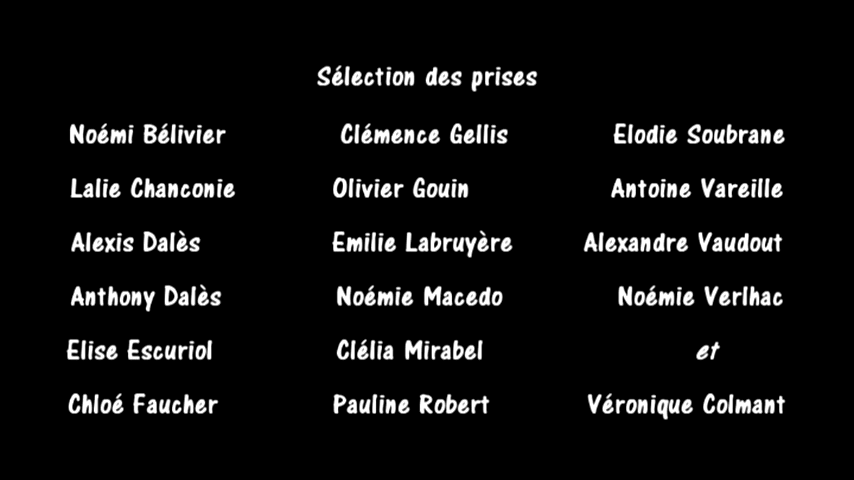 Sélection des prises
Noémi Bélivier Clémence Gellis Elodie Soubrane
Lalie Chanconie Olivier Gouin Antoine Vareille
Alexis Dalès Emilie Labruyère Alexandre Vaudout
Anthony Dalès Noémie Macedo Noémie Verlhac
Elise Escuriol Clélia Mirabel et
Chloé Faucher Pauline Robert Véronique Colmant